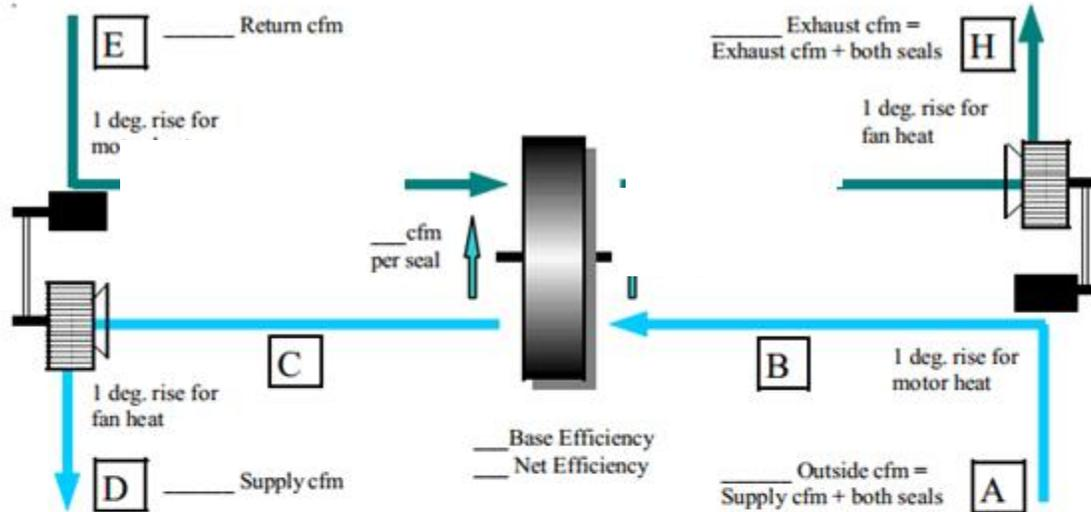 E
______ Return cfm
______ Exhaust cfm =
Exhaust cfm + both seals
H
1 deg. rise for
1 deg. rise for
fan heat
___cfm
per seal
C
B
1 deg. rise for
motor heat
1 deg. rise for
fan heat
___Base Efficiency
___ Net Efficiency
D
______ Supply cfm
______ Outside cfm =
Supply cfm + both seals
A